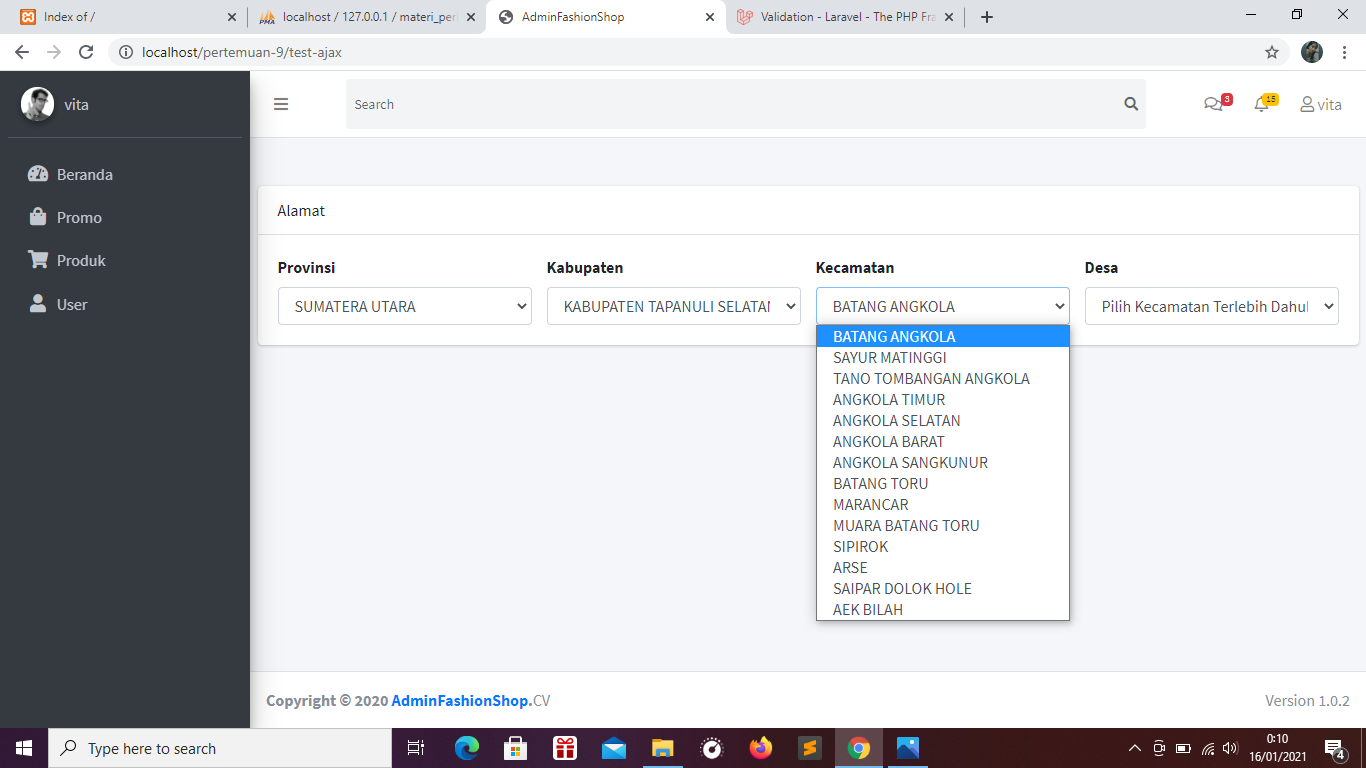 Index of /
localhost / 127.0.0.1 / materi_per
AdminFashionShop
Validation - Laravel - The PHP Fra
localhost/pertemuan-9/test-ajax
vita
Search
3
15
vita
Beranda
Promo
Produk
User
Alamat
Provinsi
Kabupaten
Kecamatan
Desa
SUMATERA UTARA
KABUPATEN TAPANULI SELATAN
BATANG ANGKOLA
Pilih Kecamatan Terlebih Dahul
BATANG ANGKOLA
SAYUR MATINGGI
TANO TOMBANGAN ANGKOLA
ANGKOLA TIMUR
ANGKOLA SELATAN
ANGKOLA BARAT
ANGKOLA SANGKUNUR
BATANG TORU
MARANCAR
MUARA BATANG TORU
SIPIROK
ARSE
SAIPAR DOLOK HOLE
AEK BILAH
Copyright © 2020 AdminFashionShop.CV
Version 1.0.2
Type here to search
0:10
16/01/2021
4